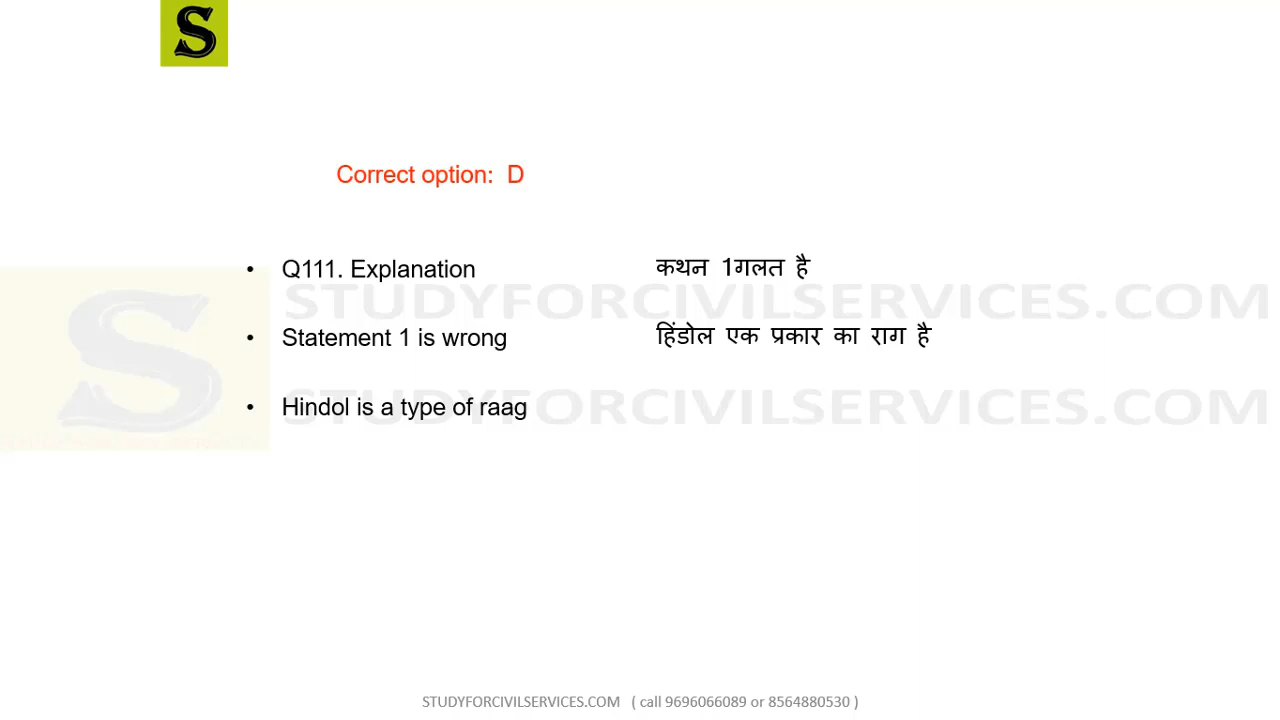 S
Correct option: D
• Q111. Explanation
• Statement 1 is wrong
• Hindol is a type of raag
कथन 1गलत है
हिंडोल एक प्रकार का राग है
STUDYFORCIVILSERVICES.COM
STUDYFORCIVILSERVICES.COM
STUDYFORCIVILSERVICES.COM ( call 9696066089 or 8564880530 )